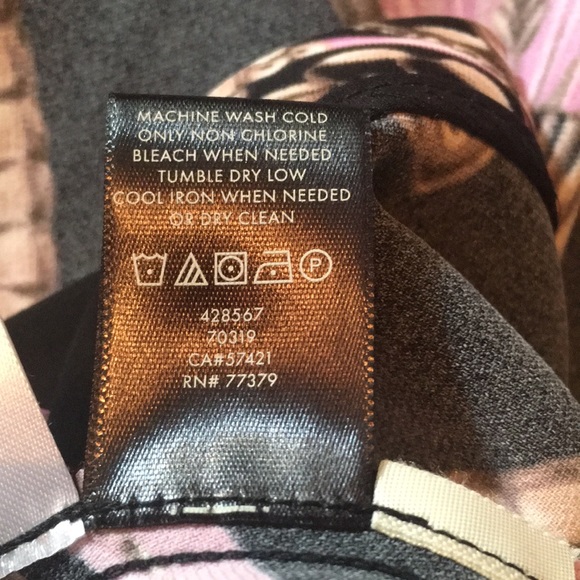 MACHINE WASH COLD
ONLY NON CHLORINE
BLEACH WHEN NEEDED
TUMBLE DRY LOW
COOL IRON WHEN NEEDED
OR DRY CLEAN
P
428567
70319
CA#57421
RN# 77379